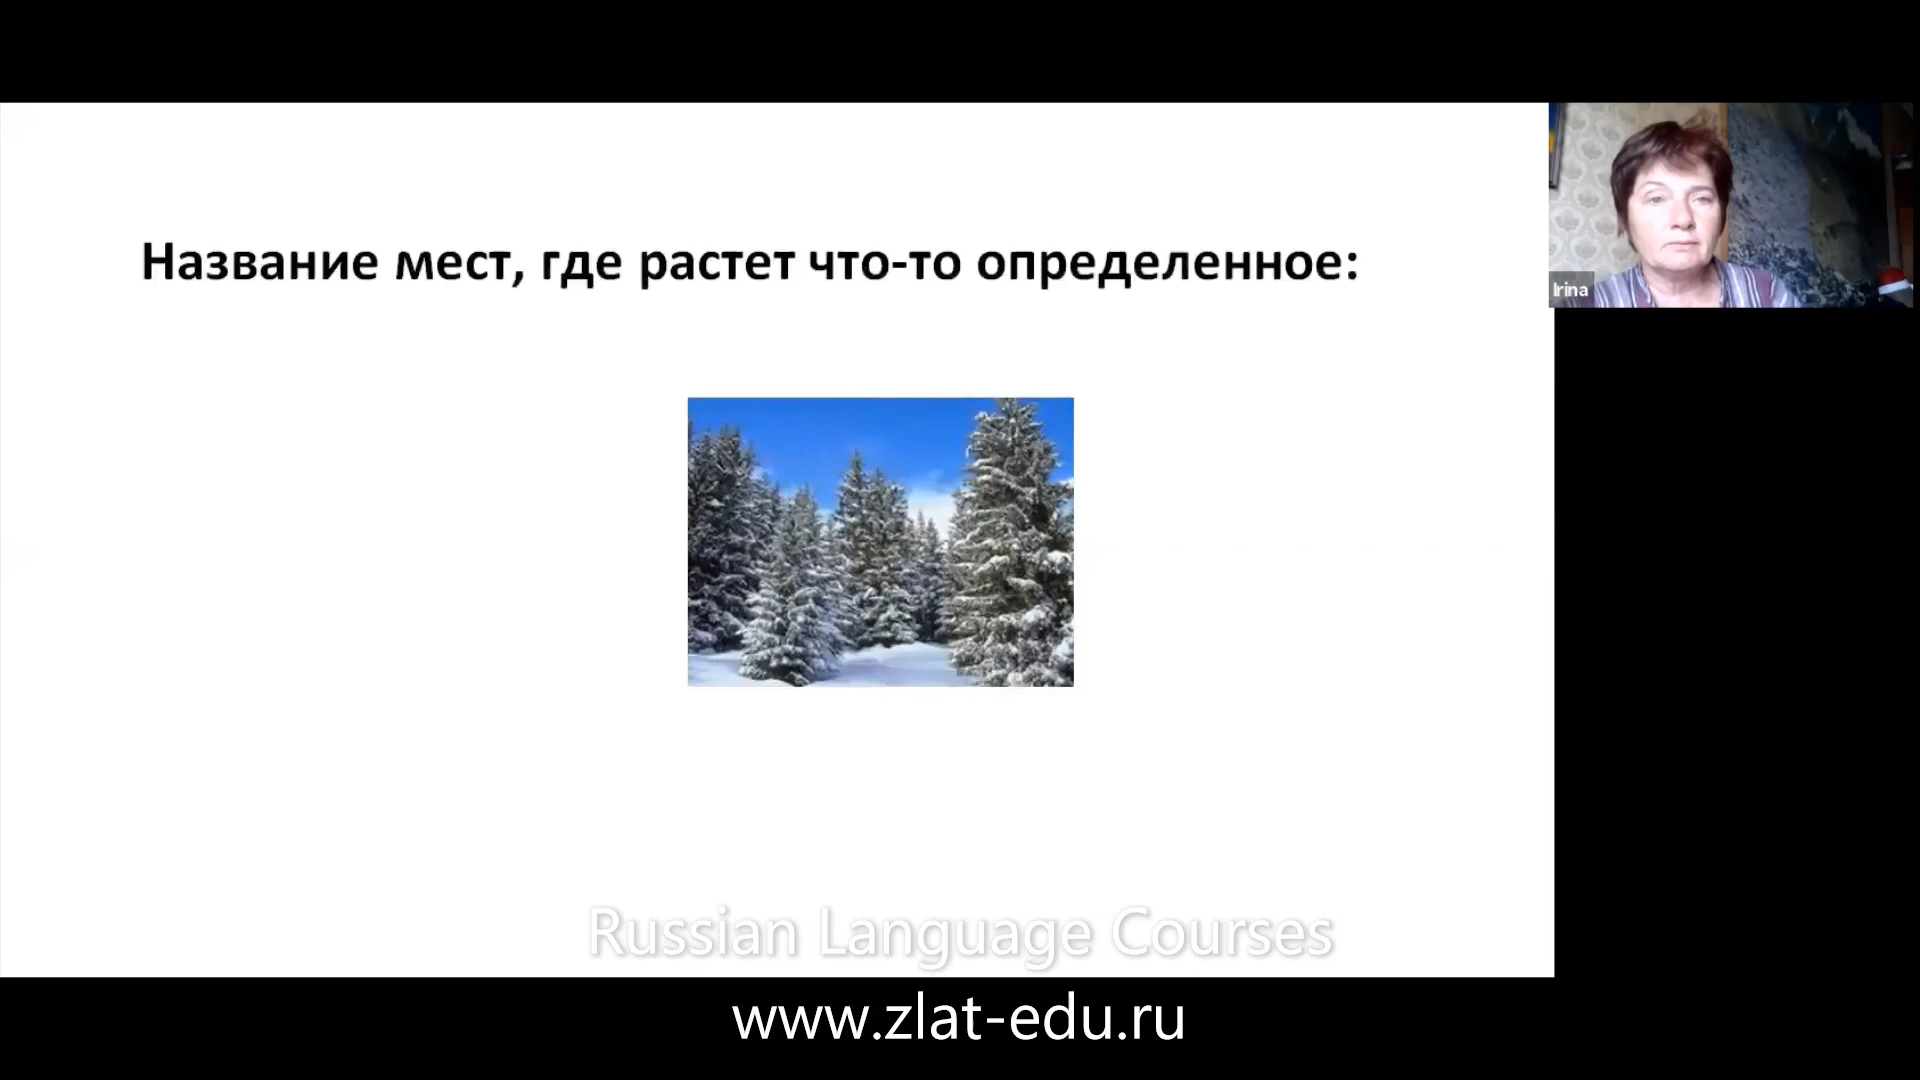 Название мест, где растет что-то определенное:
Irina
Russian Language Courses
www.zlat-edu.ru